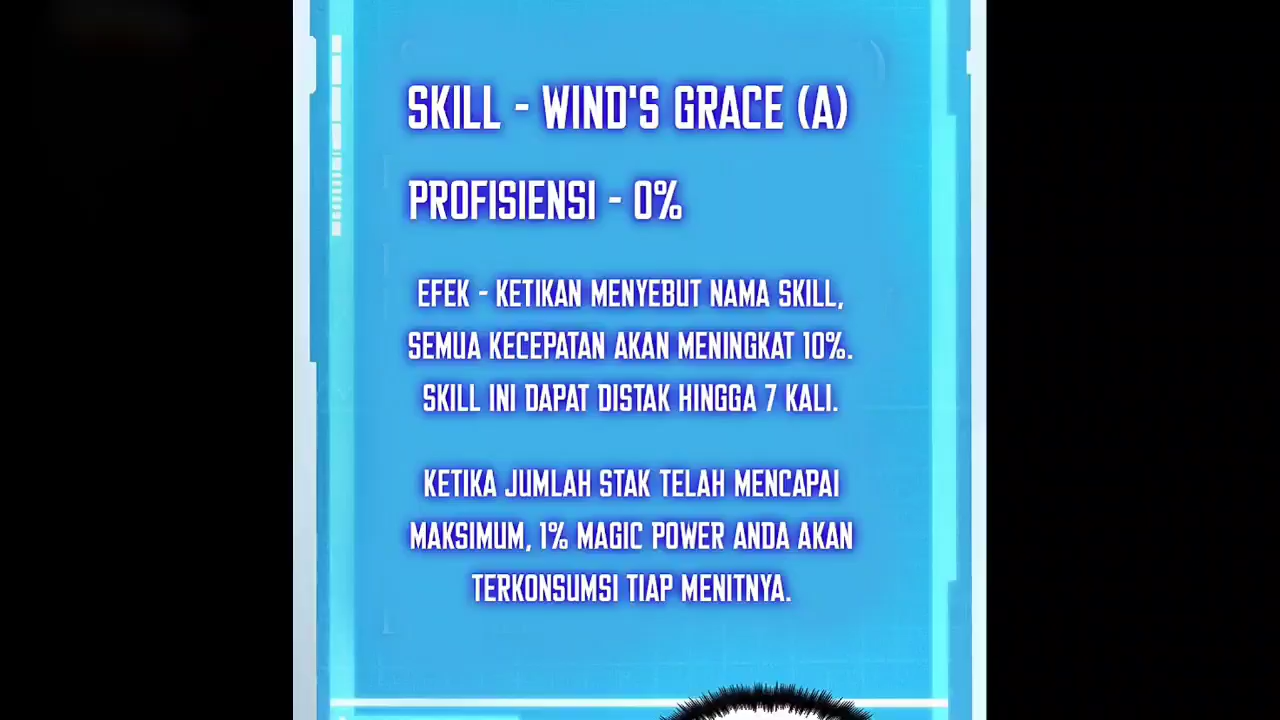 SKILL - WIND'S GRACE (A)
PROFISIENSI - 0%
EFEK - KETIKAN MENYEBUT NAMA SKILL,
SEMUA KECEPATAN AKAN MENINGKAT 10%.
SKILL INI DAPAT DISTAK HINGGA 7 KALI.
KETIKA JUMLAH STAK TELAH MENCAPAI
MAKSIMUM, 1% MAGIC POWER ANDA AKAN
TERKONSUMSI TIAP MENITNYA.